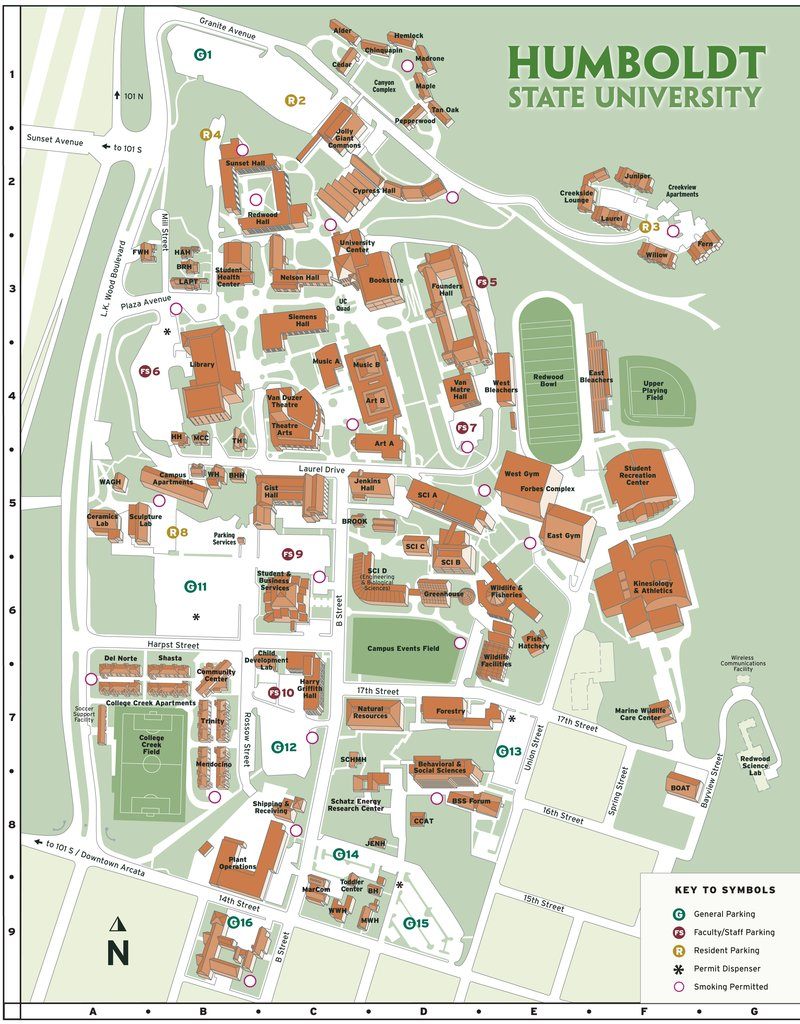 HUMBOLDT
STATE UNIVERSITY
1
2
3
4
5
6
7
8
9
Granite Avenue
G1
R2
R4
101 N
Sunset Avenue
to 101 S
Alder
Hemlock
Chinquapin
Cedar
Madrone
Canyon
Complex
Maple
Tan Oak
Pepperwood
Jolly
Giant
Commons
Sunset Hall
Redwood
Hall
Cypress Hall
Juniper
Creekside
Lounge
Creekview
Apartments
Laurel
R3
Willow
Fern
L.K. Wood Boulevard
Mill Street
FWH
HAH
BRH
LAPT
Student
Health
Center
Nelson Hall
University
Center
Bookstore
Founders
Hall
FS5
Plaza Avenue
UC
Quad
Siemens
Hall
Library
FS6
Music A
Music B
Art B
Van
Matre
Hall
West
Bleachers
Redwood
Bowl
East
Bleachers
Upper
Playing
Field
Van Duzer
Theatre
Theatre
Arts
HH
MCC
TH
Art A
FS7
Laurel Drive
WAGH
Campus
Apartments
WH
BHH
Gist
Hall
Jenkins
Hall
SCI A
West Gym
Forbes Complex
East Gym
Student
Recreation
Center
Ceramics
Lab
Sculpture
Lab
R8
Parking
Services
BROOK
SCI C
SCI B
FS9
G11
Student &
Business
Services
SCI D
(Engineering
& Biological
Sciences)
Greenhouse
Wildlife &
Fisheries
Kinesiology
& Athletics
B Street
Harpst Street
Campus Events Field
Fish
Hatchery
Wildlife
Facilities
Del Norte
Shasta
Community
Center
Child
Development
Lab
FS10
Harry
Griffith
Hall
College Creek Apartments
Soccer
Support
Facility
Trinity
College
Creek
Field
Mendocino
Rossow Street
G12
17th Street
Natural
Resources
Forestry
G13
Union Street
17th Street
Marine Wildlife
Care Center
Wireless
Communications
Facility
Redwood
Science
Lab
SCHMH
Behavioral &
Social Sciences
Schatz Energy
Research Center
BSS Forum
CCAT
16th Street
Spring Street
BOAT
Bayview Street
Shipping &
Receiving
Plant
Operations
JENH
G14
to 101 S / Downtown Arcata
14th Street
MarCom
Toddler
Center
BH
WWH
MWH
G15
15th Street
G16
B Street
N
KEY TO SYMBOLS
G General Parking
FS Faculty/Staff Parking
R Resident Parking
* Permit Dispenser
Smoking Permitted
A • B • C • D • E • F • G